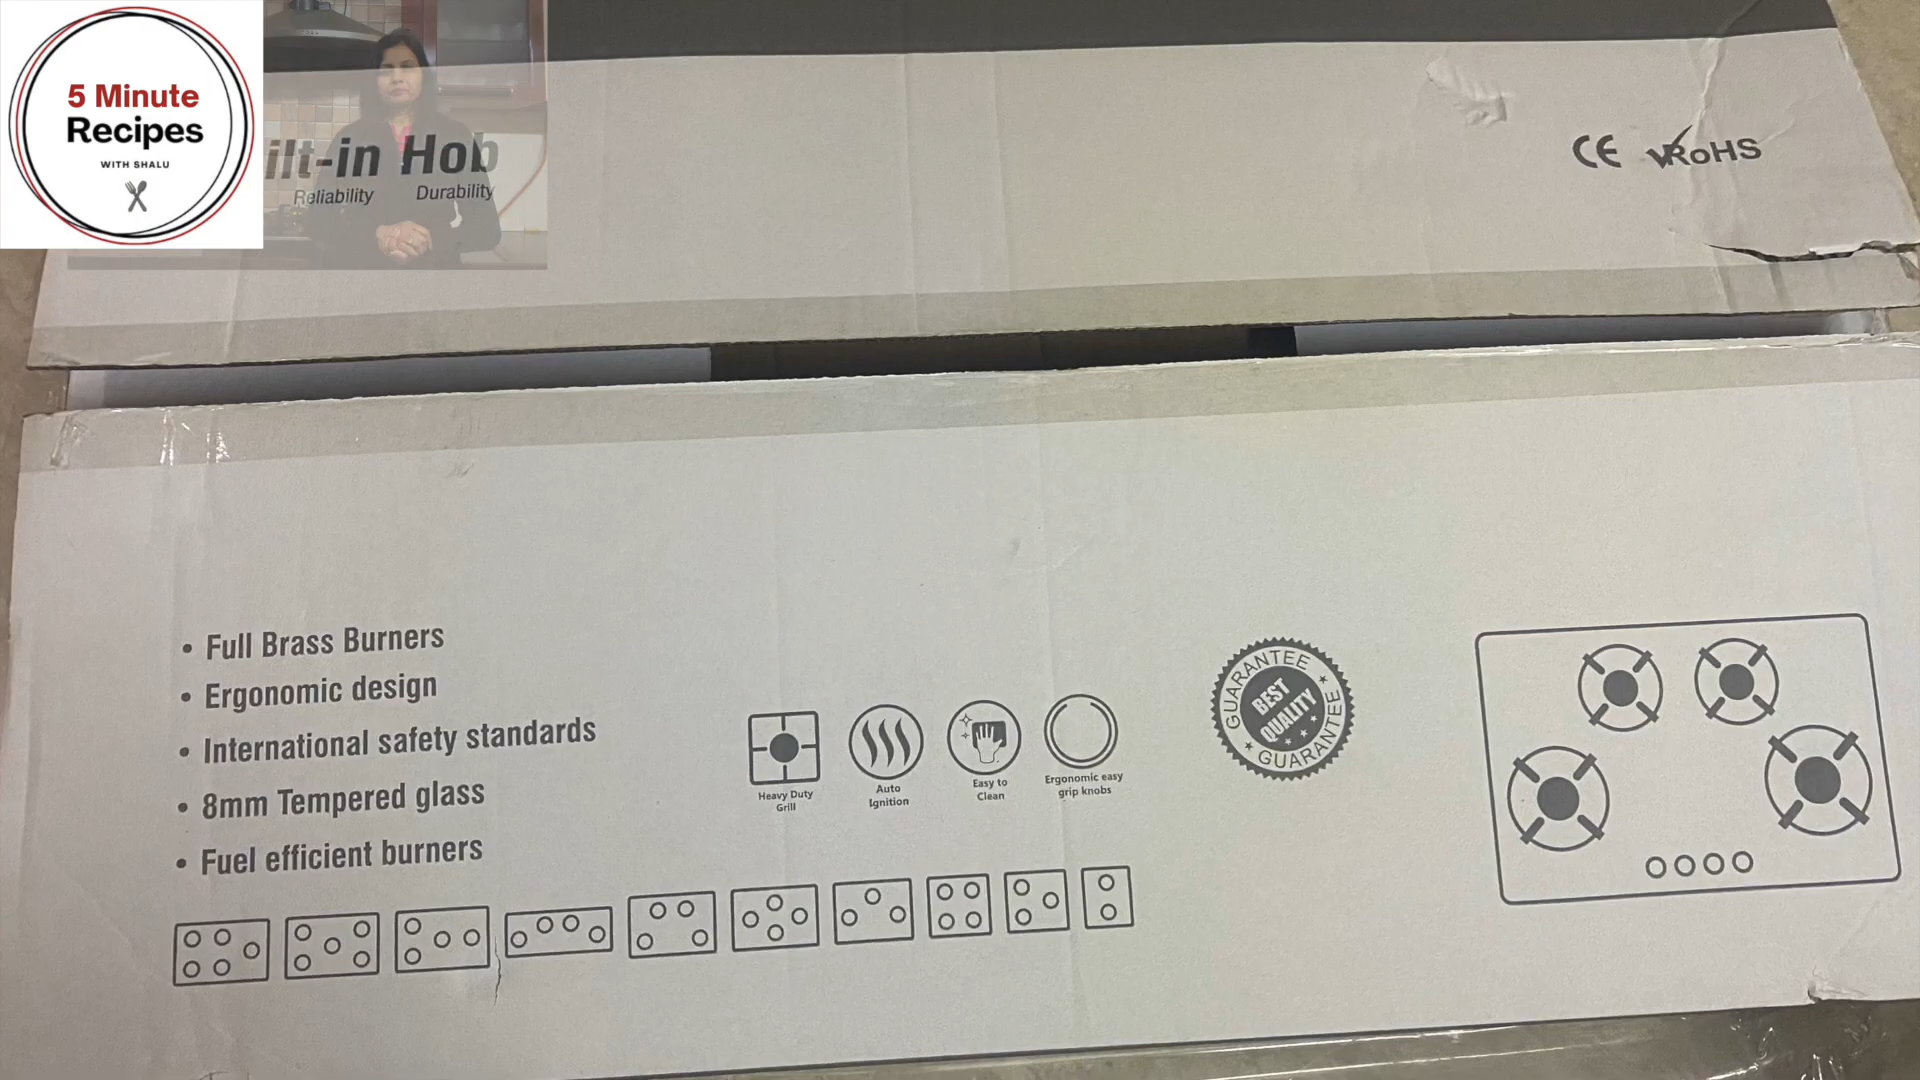 5 Minute
Recipes
WITH SHALU
ilt-in Hob
Reliability Durability
CE RoHS
• Full Brass Burners
• Ergonomic design
• International safety standards
• 8mm Tempered glass
• Fuel efficient burners
Heavy Duty
Grill
Auto
Ignition
Easy to
Clean
Ergonomic easy
grip knobs
GUARANTEE
BEST
QUALITY
GUARANTEE